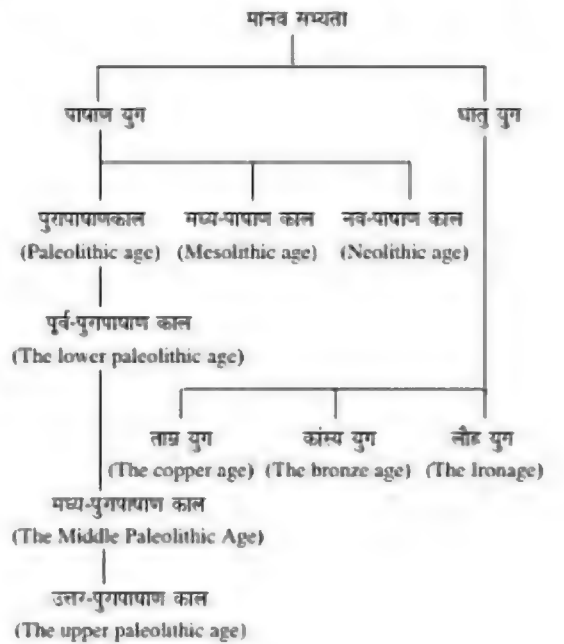 मानव सभ्यता
पाषाण युग
धातु युग
पुरापाषाणकाल
(Paleolithic age)
मध्य-पाषाण काल
(Mesolithic age)
नव-पाषाण काल
(Neolithic age)
पूर्व-पुरापाषाण काल
(The lower paleolithic age)
ताम्र युग
(The copper age)
कांस्य युग
(The bronze age)
लौह युग
(The Ironage)
मध्य-पुरापाषाण काल
(The Middle Paleolithic Age)
उत्तर-पुरापाषाण काल
(The upper paleolithic age)